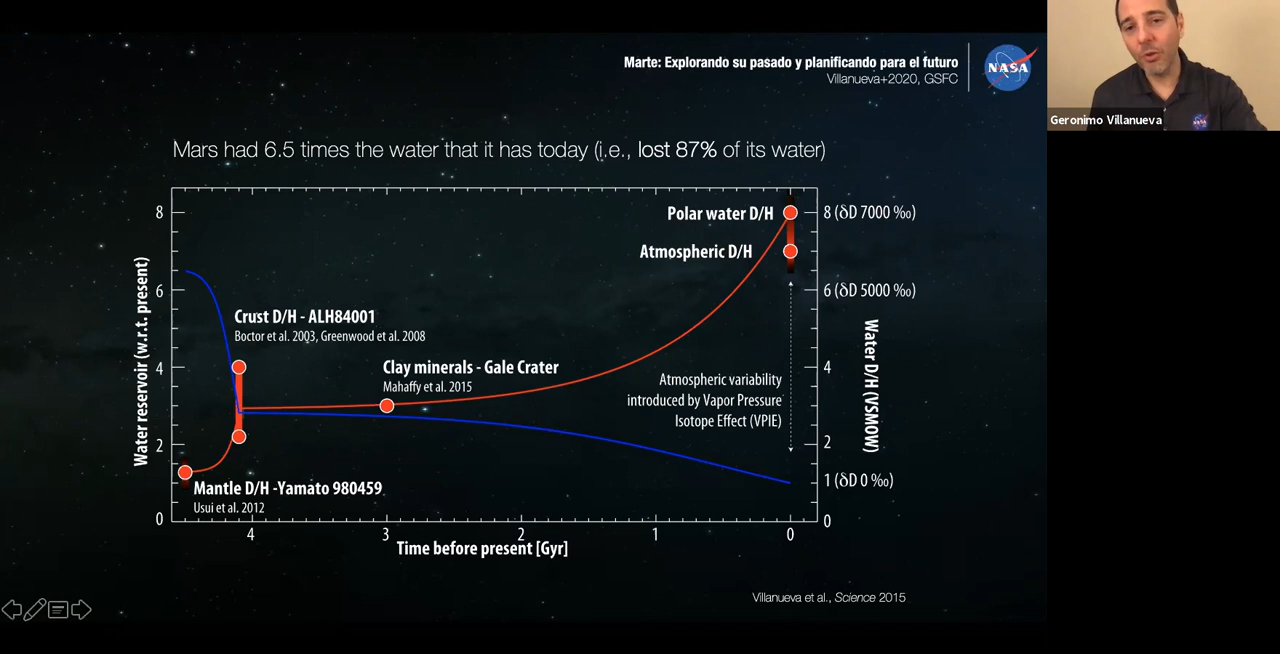 Marte: Explorando su pasado y planificando para el futuro
Villanueva+2020, GSFC
NASA
Geronimo Villanueva
Mars had 6.5 times the water that it has today (i.e., lost 87% of its water)
Water reservoir (w.r.t. present)
8
6
4
2
0
Polar water D/H
Atmospheric D/H
Crust D/H - ALH84001
Boctor et al. 2003, Greenwood et al. 2008
Clay minerals - Gale Crater
Mahaffy et al. 2015
Atmospheric variability
introduced by Vapor Pressure
Isotope Effect (VPIE)
Mantle D/H -Yamato 980459
Usui et al. 2012
8 (δD 7000 ‰)
6 (δD 5000 ‰)
4
2
1 (δD 0 ‰)
0
Water D/H (VSMOW)
4
3
2
1
0
Time before present [Gyr]
Villanueva et al., Science 2015